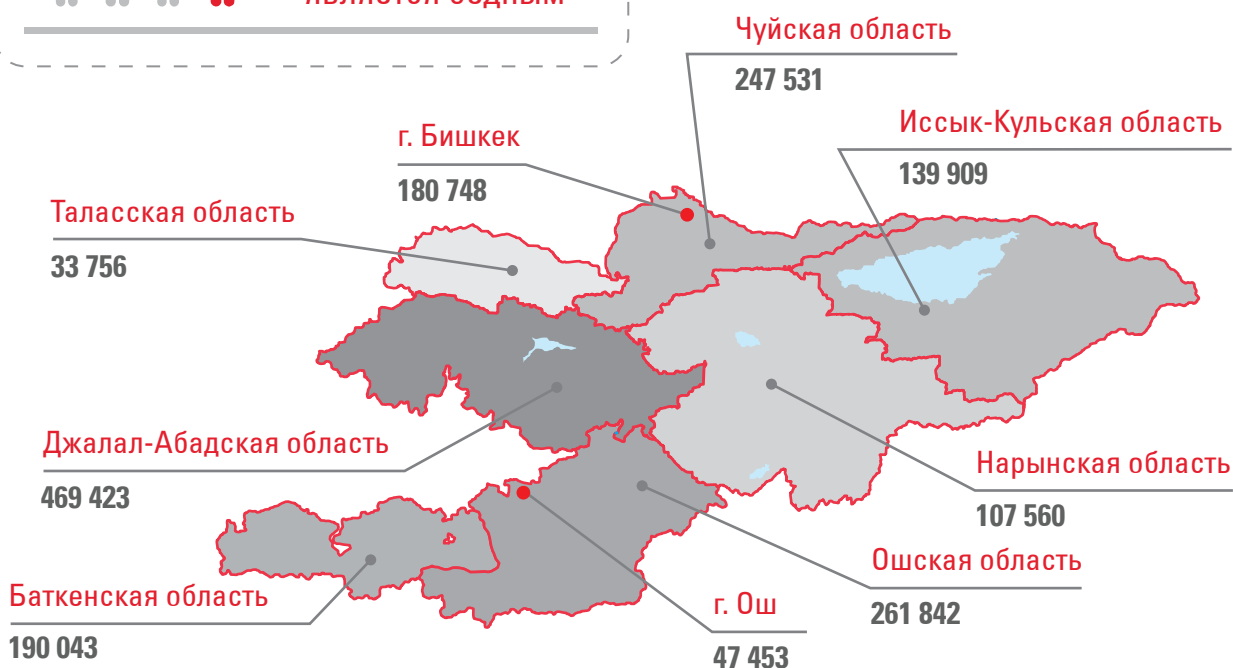 Чуйская область
247 531
Иссык-Кульская область
139 909
г. Бишкек
180 748
Таласская область
33 756
Джалал-Абадская область
469 423
Нарынская область
107 560
Ошская область
261 842
Баткенская область
190 043
г. Ош
47 453